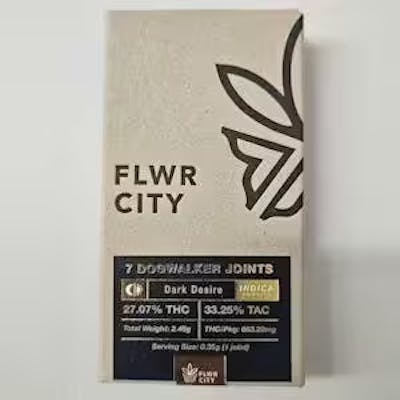 FLWR
CITY
7 DOGWALKER JOINTS
Dark Desire
INDICA
27.07% THC
33.25% TAC
Total Weight: 2.45g
THC/Pkg: 663.22mg
Serving Size: 0.35g (1 joint)
FLWR
CITY